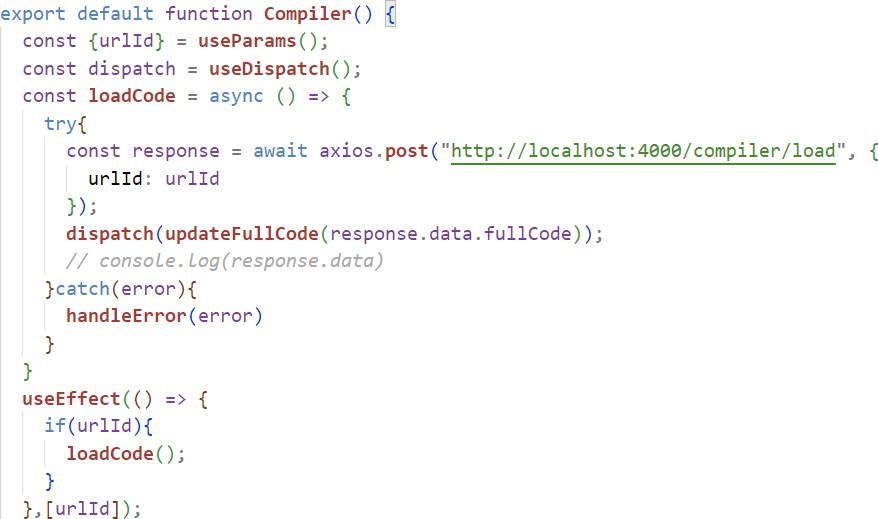 export default function Compiler() {
  const {urlId} = useParams();
  const dispatch = useDispatch();
  const loadCode = async () => {
    try{
      const response = await axios.post("http://localhost:4000/compiler/load", {
        urlId: urlId
      });
      dispatch(updateFullCode(response.data.fullCode));
      // console.log(response.data)
    }catch(error){
      handleError(error)
    }
  }
  useEffect(() => {
    if(urlId){
      loadCode();
    }
  },[urlId]);